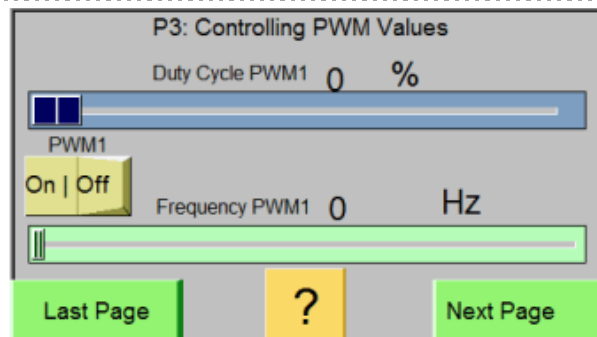 P3: Controlling PWM Values
Duty Cycle PWM1 0 %
PWM1
On | Off
Frequency PWM1 0 Hz
Last Page ? Next Page